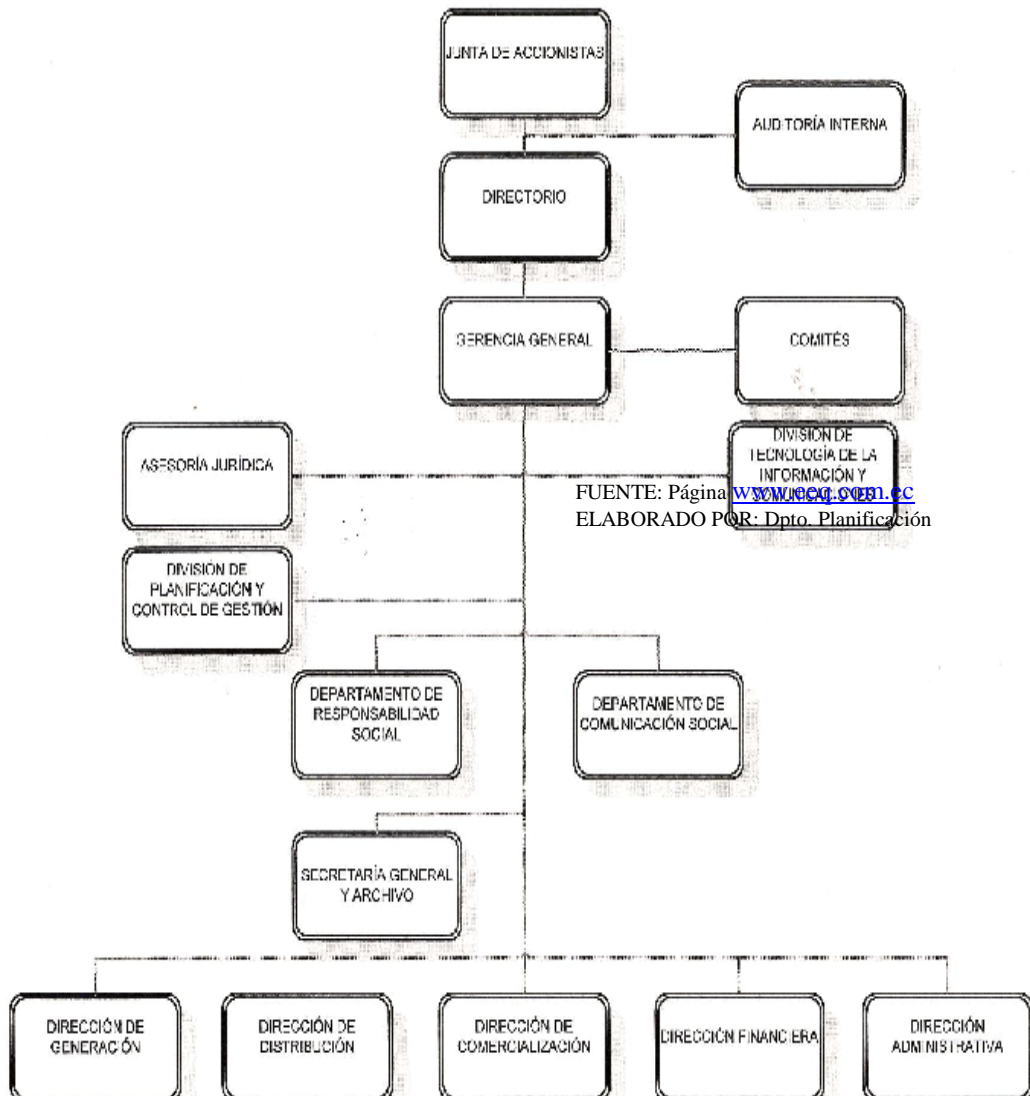 JUNTA DE ACCIONISTAS
AUDITORÍA INTERNA
DIRECTORIO
GERENCIA GENERAL
COMITÉS
ASESORÍA JURÍDICA
DIVISIÓN DE
TECNOLOGÍA DE LA
INFORMACIÓN Y
COMUNICACIONES
FUENTE: Página www.eeq.com.ec
ELABORADO POR: Dpto. Planificación
DIVISIÓN DE
PLANIFICACIÓN Y
CONTROL DE GESTIÓN
DEPARTAMENTO DE
RESPONSABILIDAD
SOCIAL
DEPARTAMENTO DE
COMUNICACIÓN SOCIAL
SECRETARÍA GENERAL
Y ARCHIVO
DIRECCIÓN DE
GENERACIÓN
DIRECCIÓN DE
DISTRIBUCIÓN
DIRECCIÓN DE
COMERCIALIZACIÓN
DIRECCIÓN FINANCIERA
DIRECCIÓN
ADMINISTRATIVA